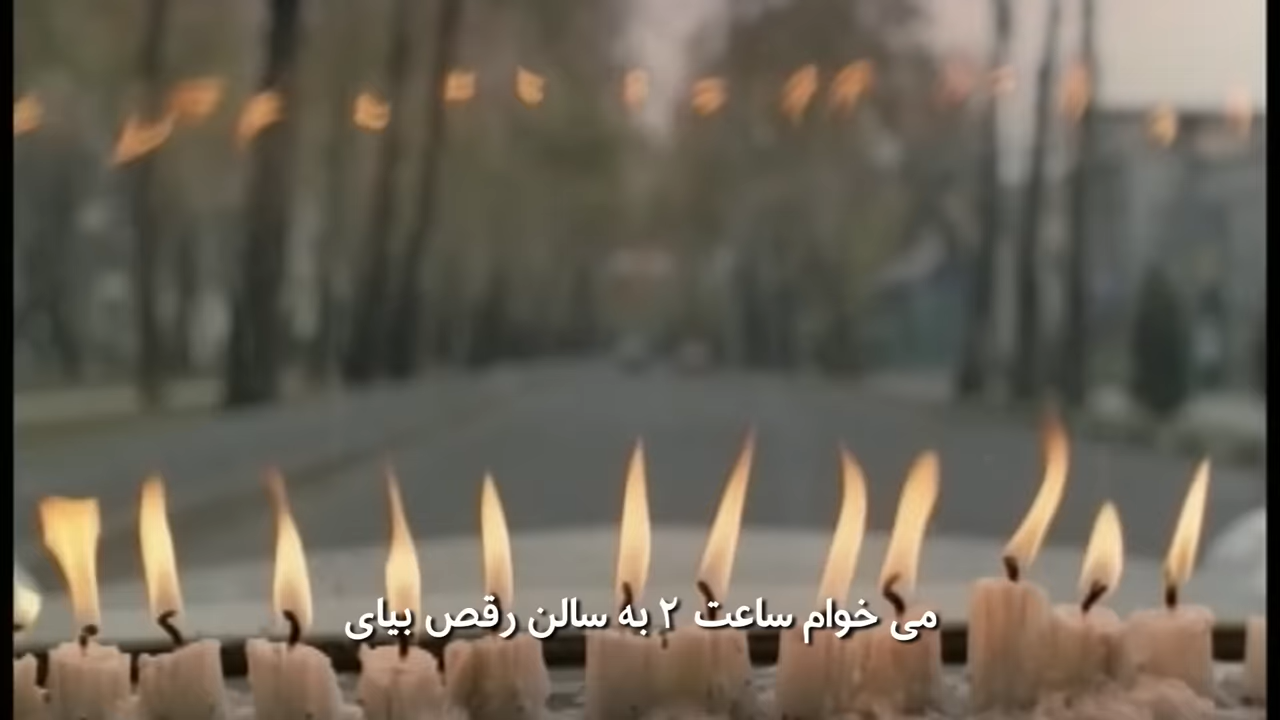 می خوام ساعت ۲ به سالن رقص بیای